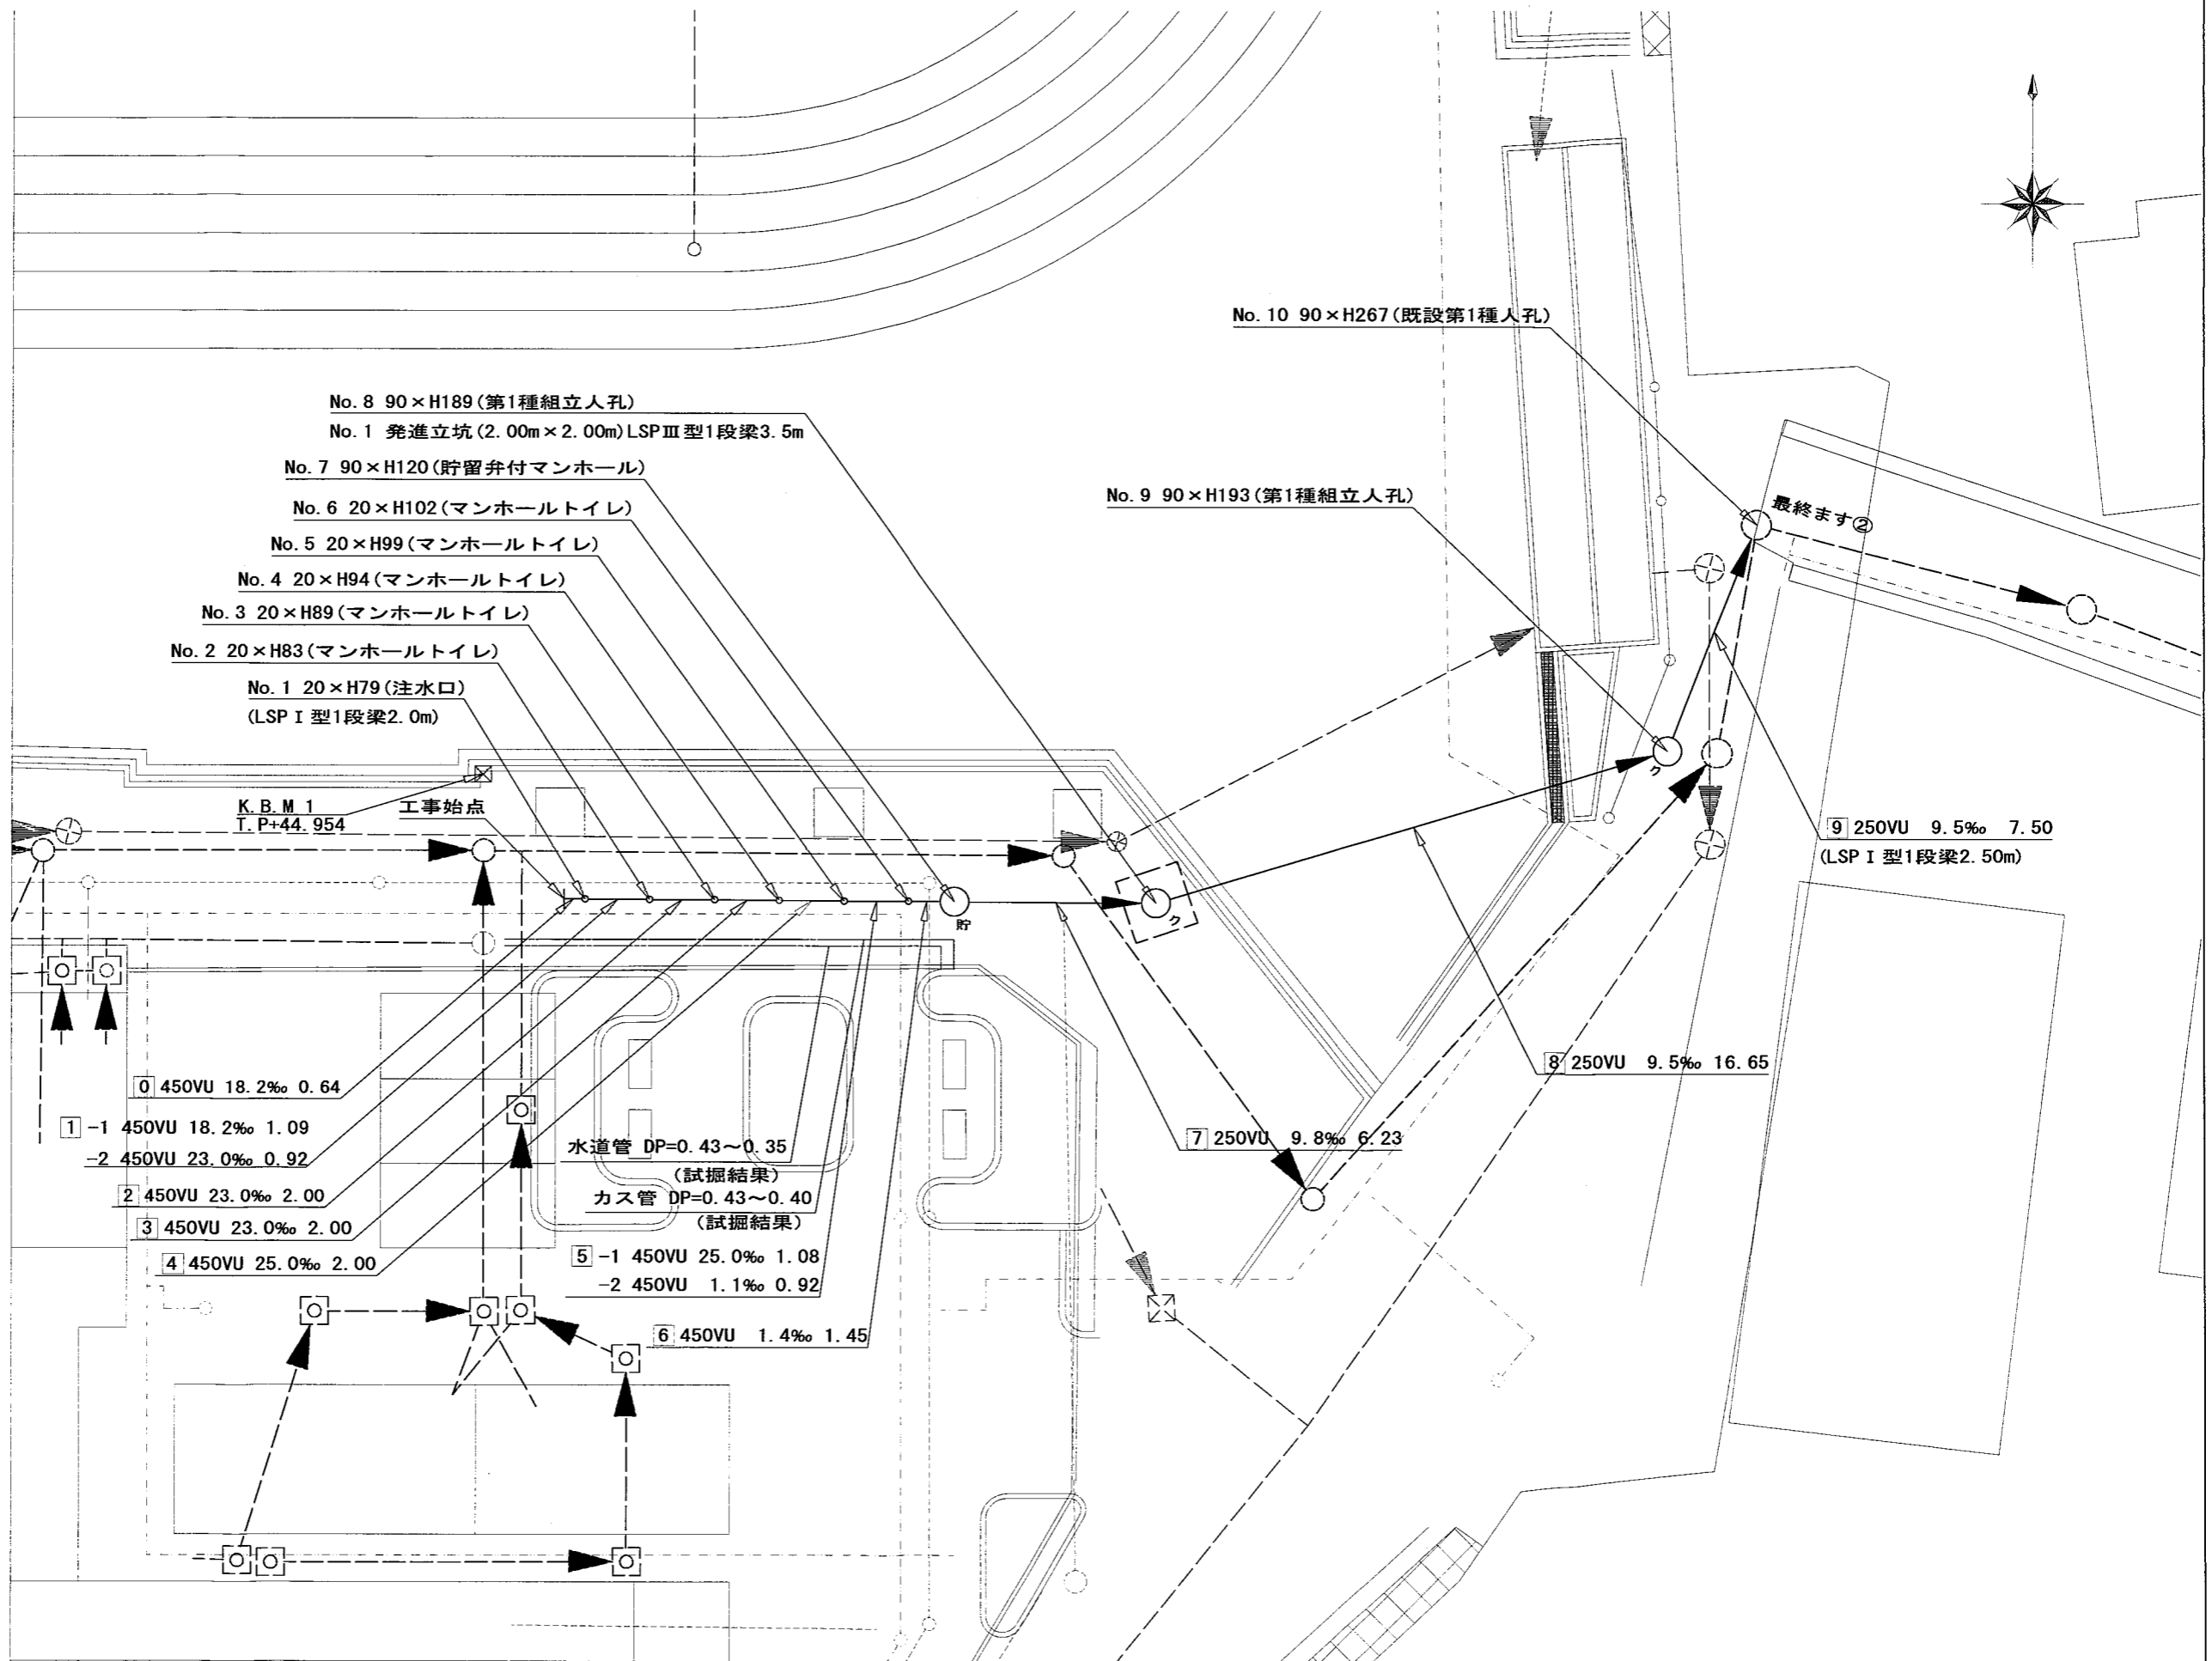 No. 10 90×H267(既設第1種人孔)
No. 8 90×H189(第1種組立人孔)
No. 1 発進立坑(2.00m×2.00m)LSPⅢ型1段梁3.5m
No. 7 90×H120(貯留弁付マンホール)
No. 6 20×H102(マンホールトイレ)
No. 9 90×H193(第1種組立人孔)
最終ます②
No. 5 20×H99(マンホールトイレ)
No. 4 20×H94(マンホールトイレ)
No. 3 20×H89(マンホールトイレ)
No. 2 20×H83(マンホールトイレ)
No. 1 20×H79(注水口)
(LSPⅠ型1段梁2.0m)
K.B.M 1
T.P+44.954
工事始点
ク
9 250VU 9.5‰ 7.50
(LSPⅠ型1段梁2.50m)
貯
ク
0 450VU 18.2‰ 0.64
8 250VU 9.5‰ 16.65
1 -1 450VU 18.2‰ 1.09
-2 450VU 23.0‰ 0.92
水道管 DP=0.43～0.35
(試掘結果)
7 250VU 9.8‰ 6.23
2 450VU 23.0‰ 2.00
カス管 DP=0.43～0.40
(試掘結果)
3 450VU 23.0‰ 2.00
4 450VU 25.0‰ 2.00
5 -1 450VU 25.0‰ 1.08
-2 450VU 1.1‰ 0.92
6 450VU 1.4‰ 1.45